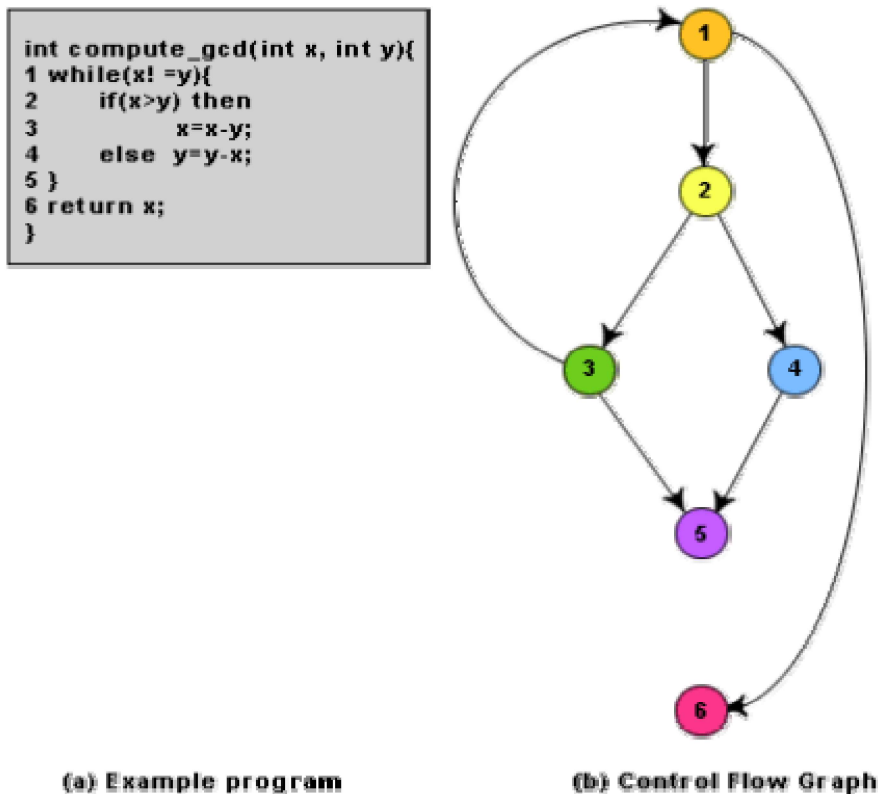 int compute_gcd(int x, int y){
1 while(x! =y){
2 if(x>y) then
3 x=x-y;
4 else y=y-x;
5 }
6 return x;
}
1
2
3
4
5
6
(a) Example program
(b) Control Flow Graph